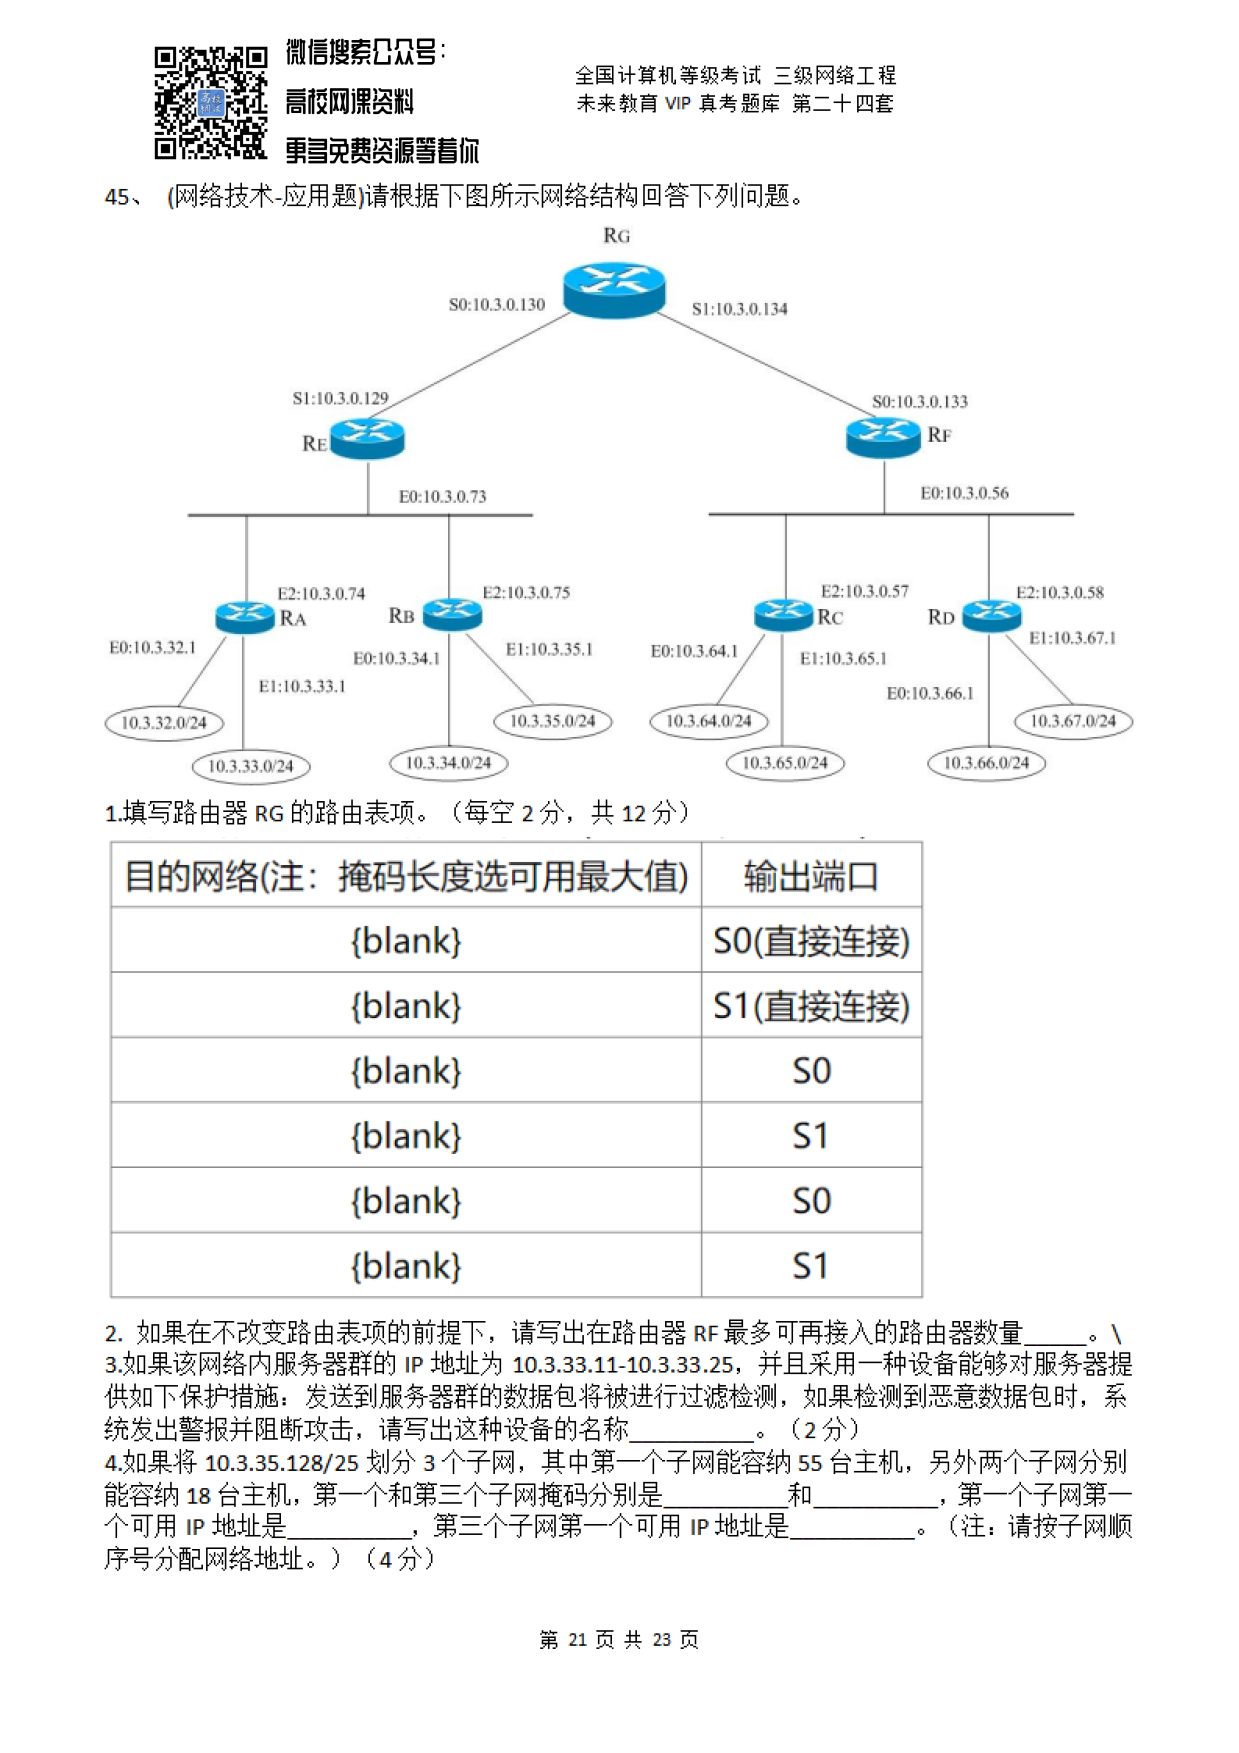 微信搜索公众号：
高校网课资料
更多免费资源等着你
高校
网课
全国计算机等级考试 三级网络工程
未来教育 VIP 真考题库 第二十四套
45、 (网络技术-应用题)请根据下图所示网络结构回答下列问题。
RG
S0:10.3.0.130
S1:10.3.0.134
S1:10.3.0.129
S0:10.3.0.133
RE
RF
E0:10.3.0.73
E0:10.3.0.56
E2:10.3.0.74
E2:10.3.0.75
E2:10.3.0.57
E2:10.3.0.58
RA
RB
RC
RD
E0:10.3.32.1
E1:10.3.33.1
E0:10.3.34.1
E1:10.3.35.1
E0:10.3.64.1
E1:10.3.65.1
E0:10.3.66.1
E1:10.3.67.1
10.3.32.0/24
10.3.35.0/24
10.3.64.0/24
10.3.67.0/24
10.3.33.0/24
10.3.34.0/24
10.3.65.0/24
10.3.66.0/24
1.填写路由器 RG 的路由表项。（每空 2 分，共 12 分）
目的网络(注：掩码长度选可用最大值) 输出端口
{blank} S0(直接连接)
{blank} S1(直接连接)
{blank} S0
{blank} S1
{blank} S0
{blank} S1
2. 如果在不改变路由表项的前提下，请写出在路由器 RF 最多可再接入的路由器数量_____。\
3.如果该网络内服务器群的 IP 地址为 10.3.33.11-10.3.33.25，并且采用一种设备能够对服务器提
供如下保护措施：发送到服务器群的数据包将被进行过滤检测，如果检测到恶意数据包时，系
统发出警报并阻断攻击，请写出这种设备的名称__________。（2 分）
4.如果将 10.3.35.128/25 划分 3 个子网，其中第一个子网能容纳 55 台主机，另外两个子网分别
能容纳 18 台主机，第一个和第三个子网掩码分别是__________和__________，第一个子网第一
个可用 IP 地址是__________，第三个子网第一个可用 IP 地址是__________。（注：请按子网顺
序号分配网络地址。）（4 分）
第 21 页 共 23 页